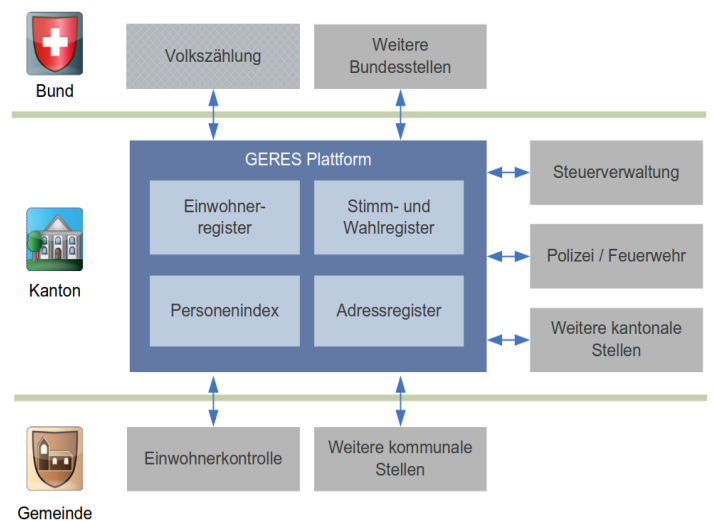 Bund
Volkszählung
Weitere
Bundesstellen
Kanton
GERES Plattform
Einwohner-
register
Stimm- und
Wahlregister
Personenindex
Adressregister
Steuerverwaltung
Polizei / Feuerwehr
Weitere kantonale
Stellen
Gemeinde
Einwohnerkontrolle
Weitere kommunale
Stellen